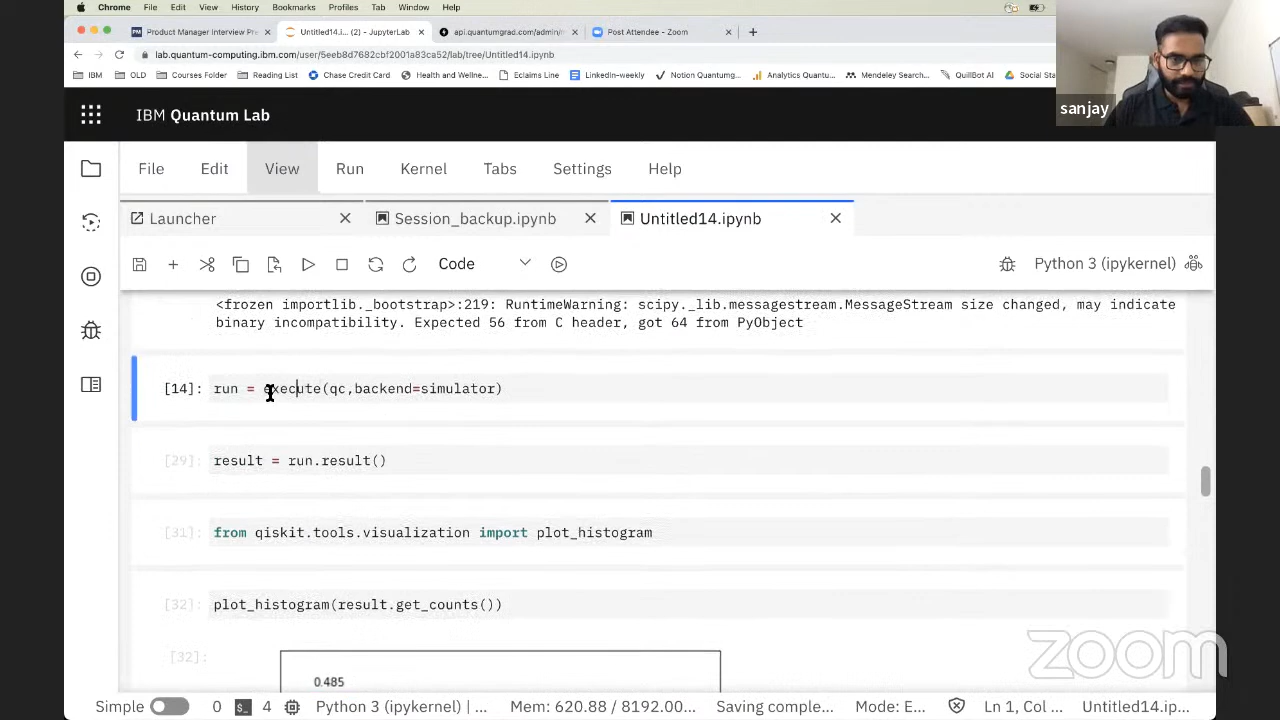 Chrome File Edit View History Bookmarks Profiles Tab Window Help
Product Manager Interview Pre
Untitled14.i... (2) - JupyterLab
api.quantumgrad.com/admin/
Post Attendee - Zoom
lab.quantum-computing.ibm.com/user/5eeb8d7682cbf2001a83ca52/lab/tree/Untitled14.ipynb
IBM OLD Courses Folder Reading List Chase Credit Card Health and Wellne... Eclaims Line LinkedIn-weekly Notion Quantumg... Analytics Quantu... Mendeley Search... QuillBot AI Social Sta
sanjay
IBM Quantum Lab
File Edit View Run Kernel Tabs Settings Help
Launcher Session_backup.ipynb Untitled14.ipynb
Code Python 3 (ipykernel)
<frozen importlib._bootstrap>:219: RuntimeWarning: scipy._lib.messagestream.MessageStream size changed, may indicate
binary incompatibility. Expected 56 from C header, got 64 from PyObject
[14]: run = execute(qc,backend=simulator)
[29]: result = run.result()
[31]: from qiskit.tools.visualization import plot_histogram
[32]: plot_histogram(result.get_counts())
[32]:
0.485
zoom
Simple 0 4 Python 3 (ipykernel) | ... Mem: 620.88 / 8192.00... Saving comple... Mode: E... Ln 1, Col ... Untitled14.ip...